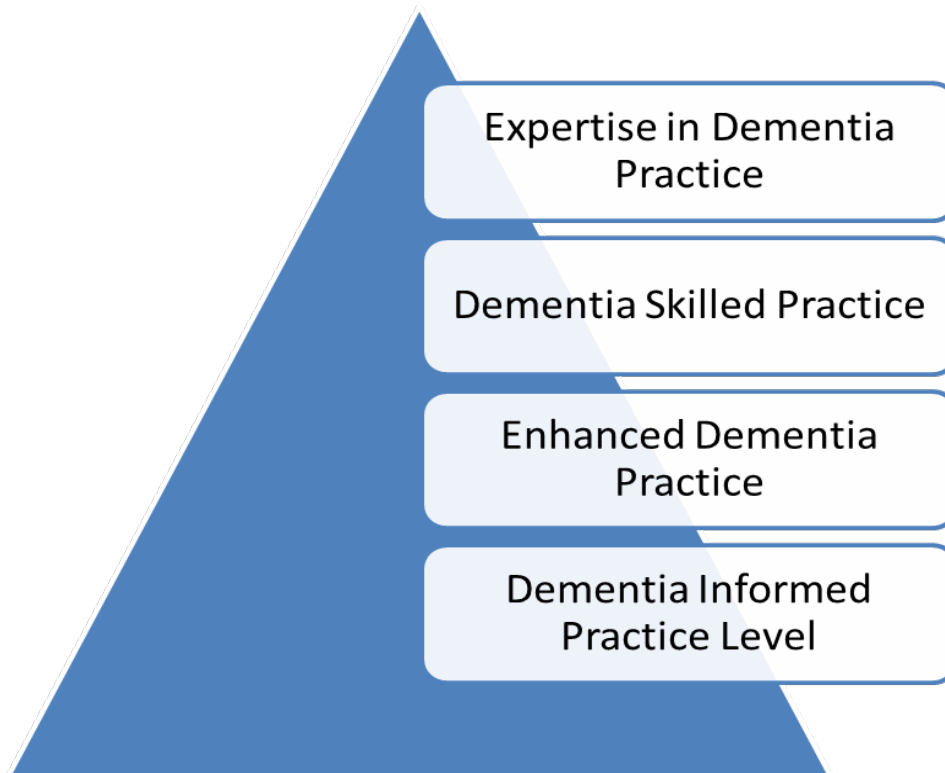 Expertise in Dementia
Practice
Dementia Skilled Practice
Enhanced Dementia
Practice
Dementia Informed
Practice Level